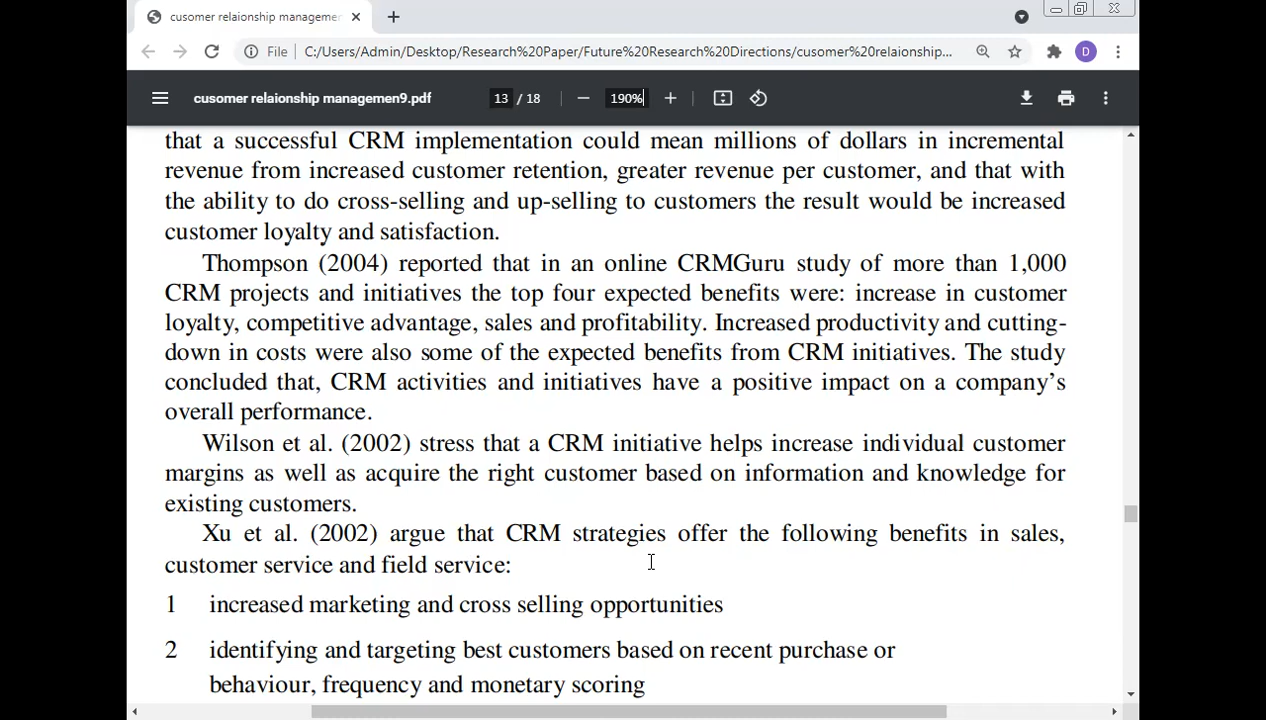 cusomer relaionship managemen
File
C:/Users/Admin/Desktop/Research%20Paper/Future%20Research%20Directions/cusomer%20relaionship...
D
cusomer relaionship managemen9.pdf
13 / 18
190%
that a successful CRM implementation could mean millions of dollars in incremental
revenue from increased customer retention, greater revenue per customer, and that with
the ability to do cross-selling and up-selling to customers the result would be increased
customer loyalty and satisfaction.
Thompson (2004) reported that in an online CRMGuru study of more than 1,000
CRM projects and initiatives the top four expected benefits were: increase in customer
loyalty, competitive advantage, sales and profitability. Increased productivity and cutting-
down in costs were also some of the expected benefits from CRM initiatives. The study
concluded that, CRM activities and initiatives have a positive impact on a company’s
overall performance.
Wilson et al. (2002) stress that a CRM initiative helps increase individual customer
margins as well as acquire the right customer based on information and knowledge for
existing customers.
Xu et al. (2002) argue that CRM strategies offer the following benefits in sales,
customer service and field service:
1 increased marketing and cross selling opportunities
2 identifying and targeting best customers based on recent purchase or
behaviour, frequency and monetary scoring